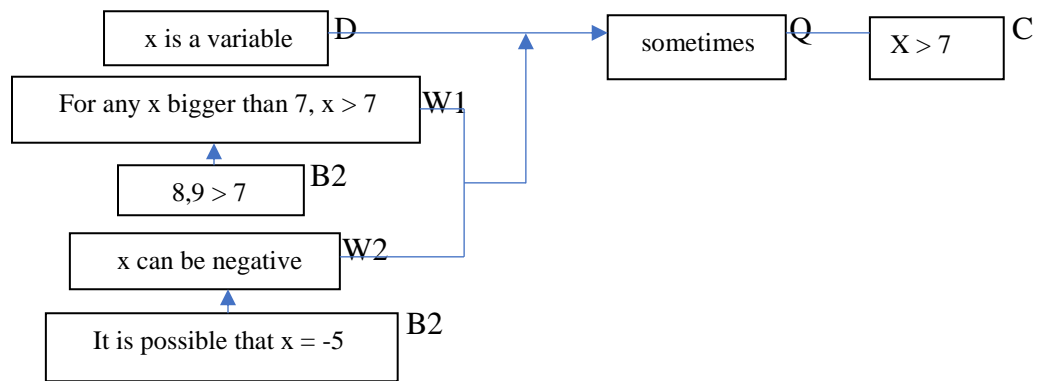 x is a variable D sometimes Q X > 7 C
For any x bigger than 7, x > 7 W1
8,9 > 7 B2
x can be negative W2
It is possible that x = -5 B2